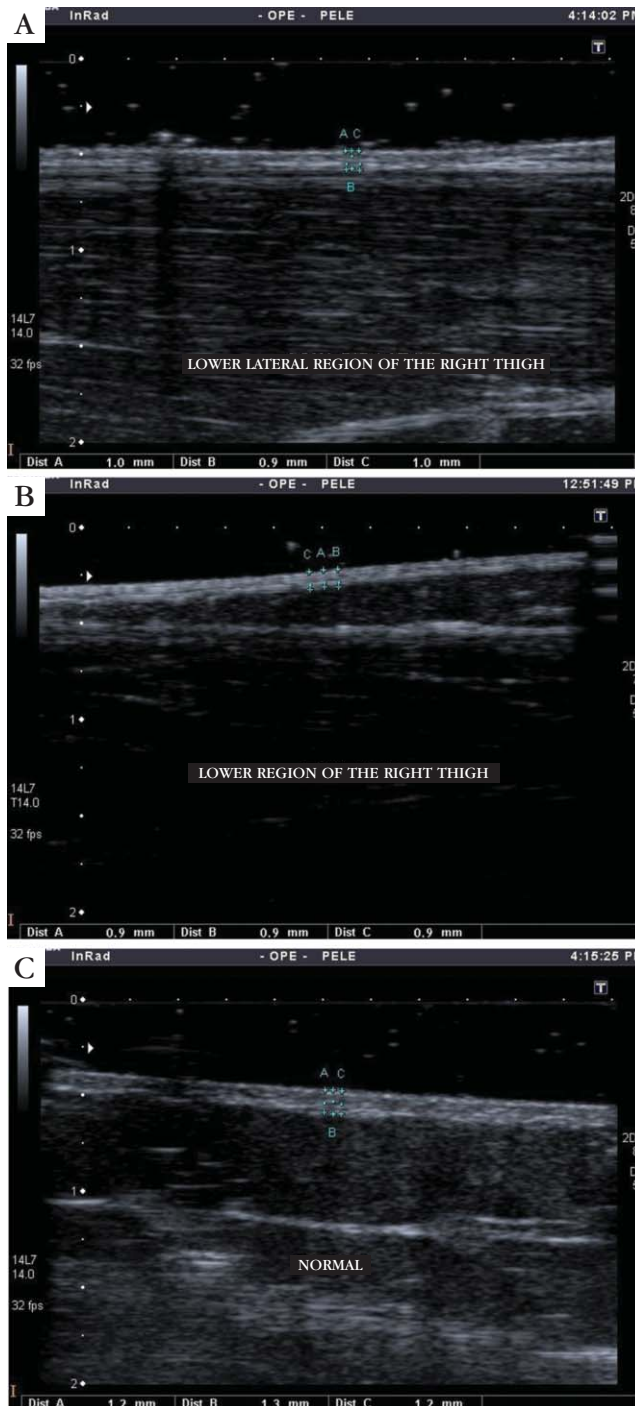 A
InRad - OPE - PELE 4:14:02 PM
T
0
A C
B
2D
1
14L7
14.0
32 fps
LOWER LATERAL REGION OF THE RIGHT THIGH
2
Dist A 1.0 mm Dist B 0.9 mm Dist C 1.0 mm
B
InRad - OPE - PELE 12:51:49 P
T
0
C A B
2D
1
LOWER REGION OF THE RIGHT THIGH
14L7
T14.0
32 fps
2
Dist A 0.9 mm Dist B 0.9 mm Dist C 0.9 mm
C
InRad - OPE - PELE 4:15:25 P
T
0
A C
B
2D
1
14L7
14.0
NORMAL
32 fps
2
Dist A 1.2 mm Dist B 1.3 mm Dist C 1.2 mm